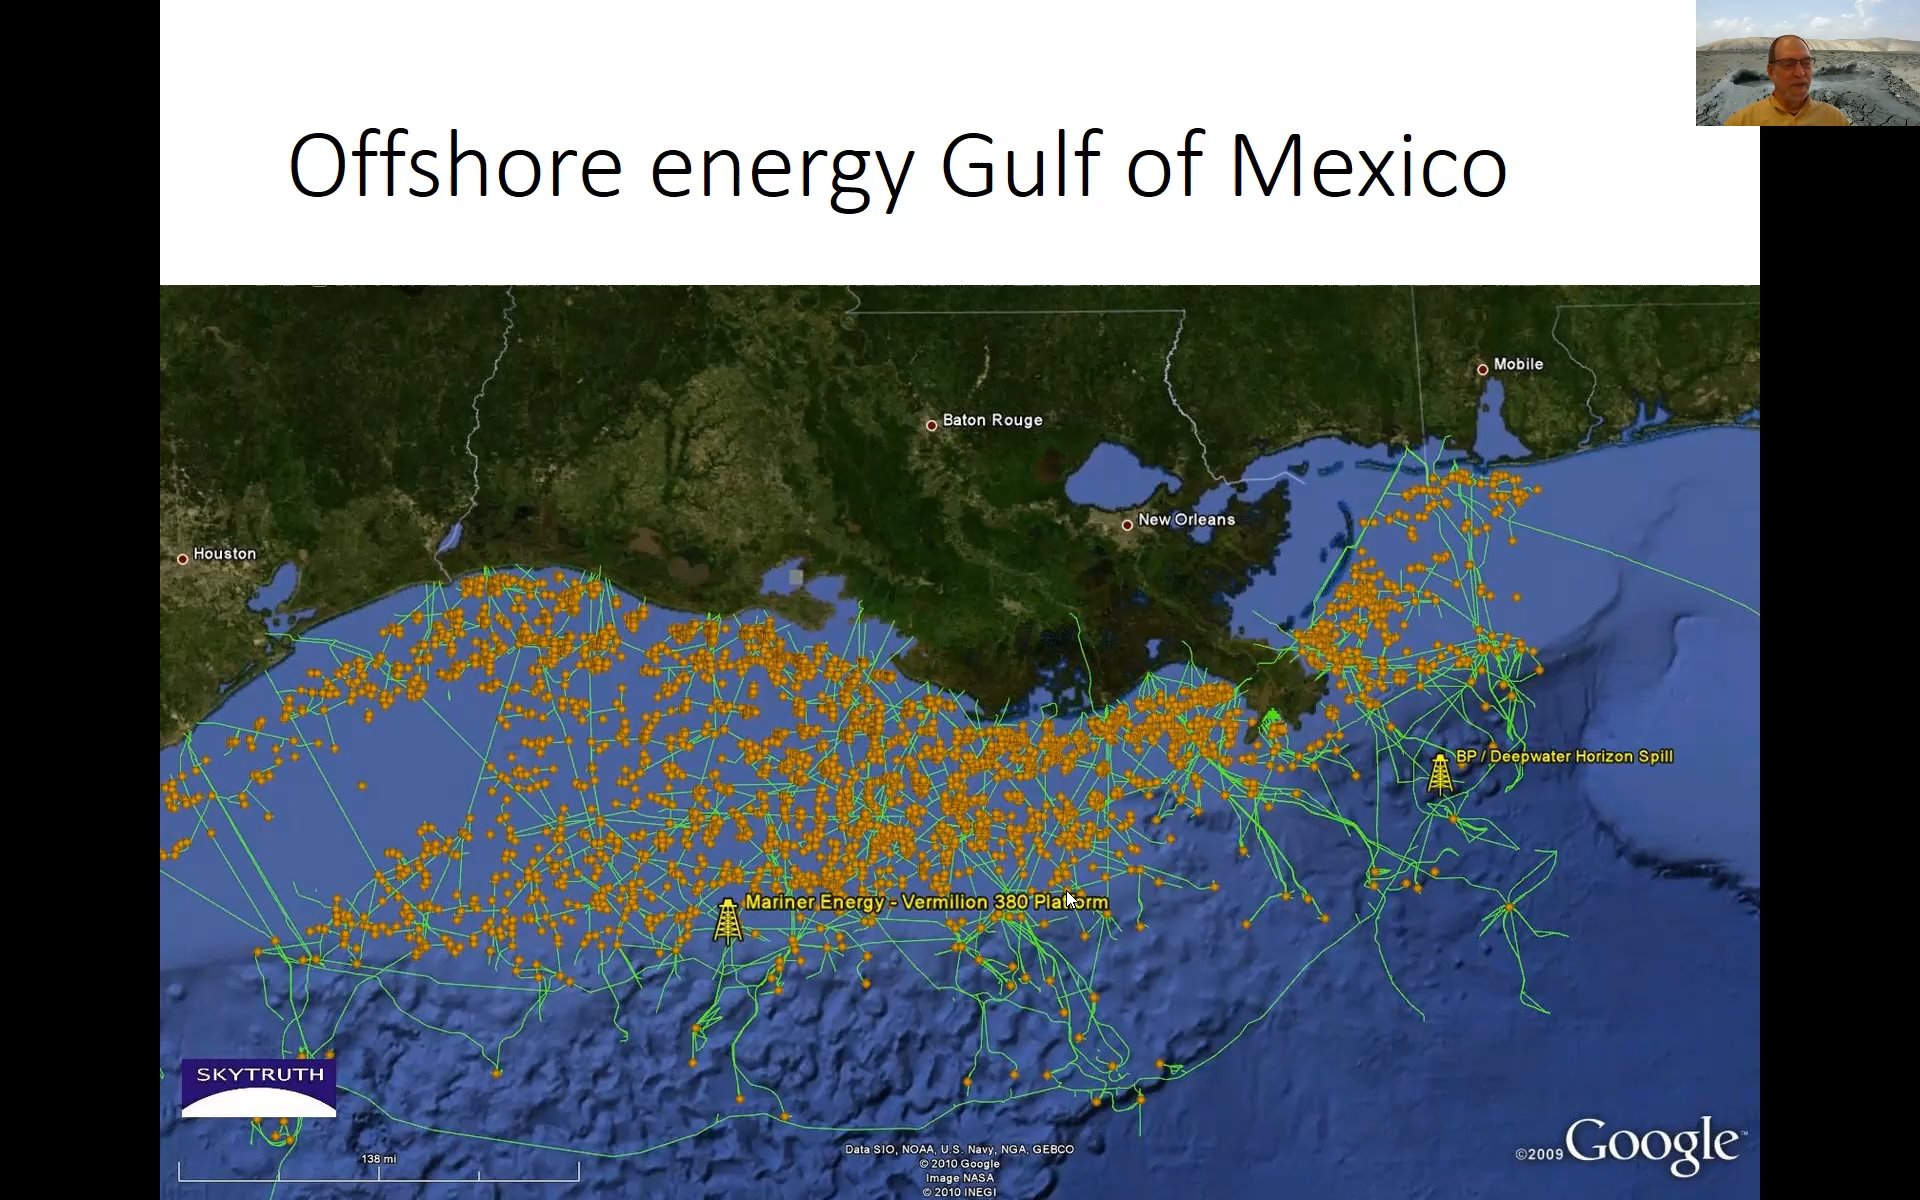 Offshore energy Gulf of Mexico
Mobile
Baton Rouge
New Orleans
Houston
BP / Deepwater Horizon Spill
Mariner Energy - Vermilion 380 Platform
SKYTRUTH
138 mi
Data SIO, NOAA, U.S. Navy, NGA, GEBCO
© 2010 Google
Image NASA
© 2010 INEGI
©2009 Google™